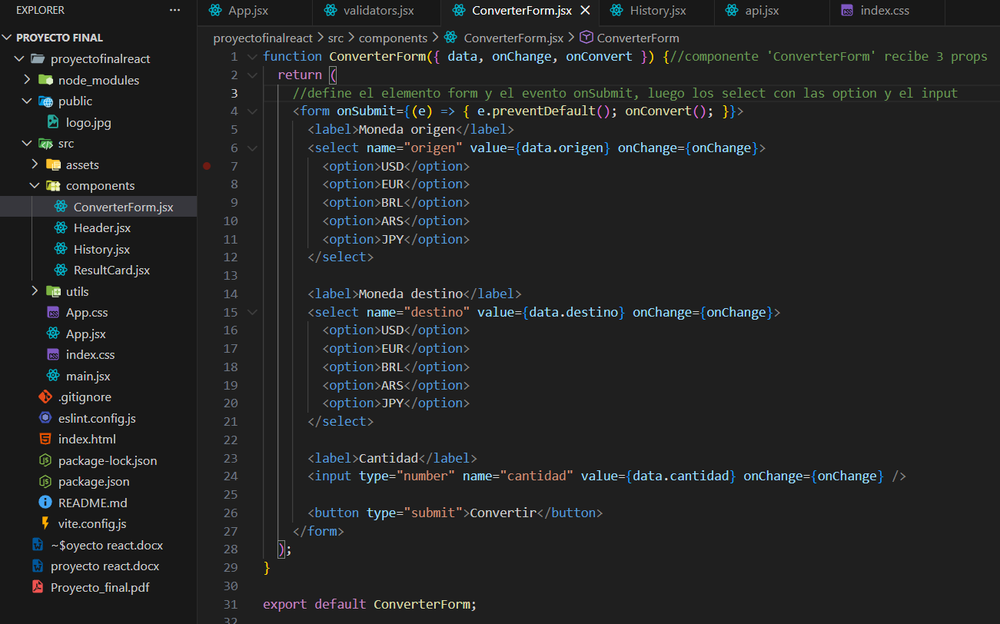 EXPLORER ···
PROYECTO FINAL
proyectofinalreact
node_modules
public
logo.jpg
src
assets
components
ConverterForm.jsx
Header.jsx
History.jsx
ResultCard.jsx
utils
App.css
App.jsx
index.css
main.jsx
.gitignore
eslint.config.js
index.html
package-lock.json
package.json
README.md
vite.config.js
~$oyecto react.docx
proyecto react.docx
Proyecto_final.pdf
App.jsx validators.jsx ConverterForm.jsx History.jsx api.jsx index.css
proyectofinalreact > src > components > ConverterForm.jsx > ConverterForm
1 function ConverterForm({ data, onChange, onConvert }) {//componente 'ConverterForm' recibe 3 props
2 return (
3 //define el elemento form y el evento onSubmit, luego los select con las option y el input
4 <form onSubmit={(e) => { e.preventDefault(); onConvert(); }}>
5 <label>Moneda origen</label>
6 <select name="origen" value={data.origen} onChange={onChange}>
7 <option>USD</option>
8 <option>EUR</option>
9 <option>BRL</option>
10 <option>ARS</option>
11 <option>JPY</option>
12 </select>
13
14 <label>Moneda destino</label>
15 <select name="destino" value={data.destino} onChange={onChange}>
16 <option>USD</option>
17 <option>EUR</option>
18 <option>BRL</option>
19 <option>ARS</option>
20 <option>JPY</option>
21 </select>
22
23 <label>Cantidad</label>
24 <input type="number" name="cantidad" value={data.cantidad} onChange={onChange} />
25
26 <button type="submit">Convertir</button>
27 </form>
28 );
29 }
30
31 export default ConverterForm;
32